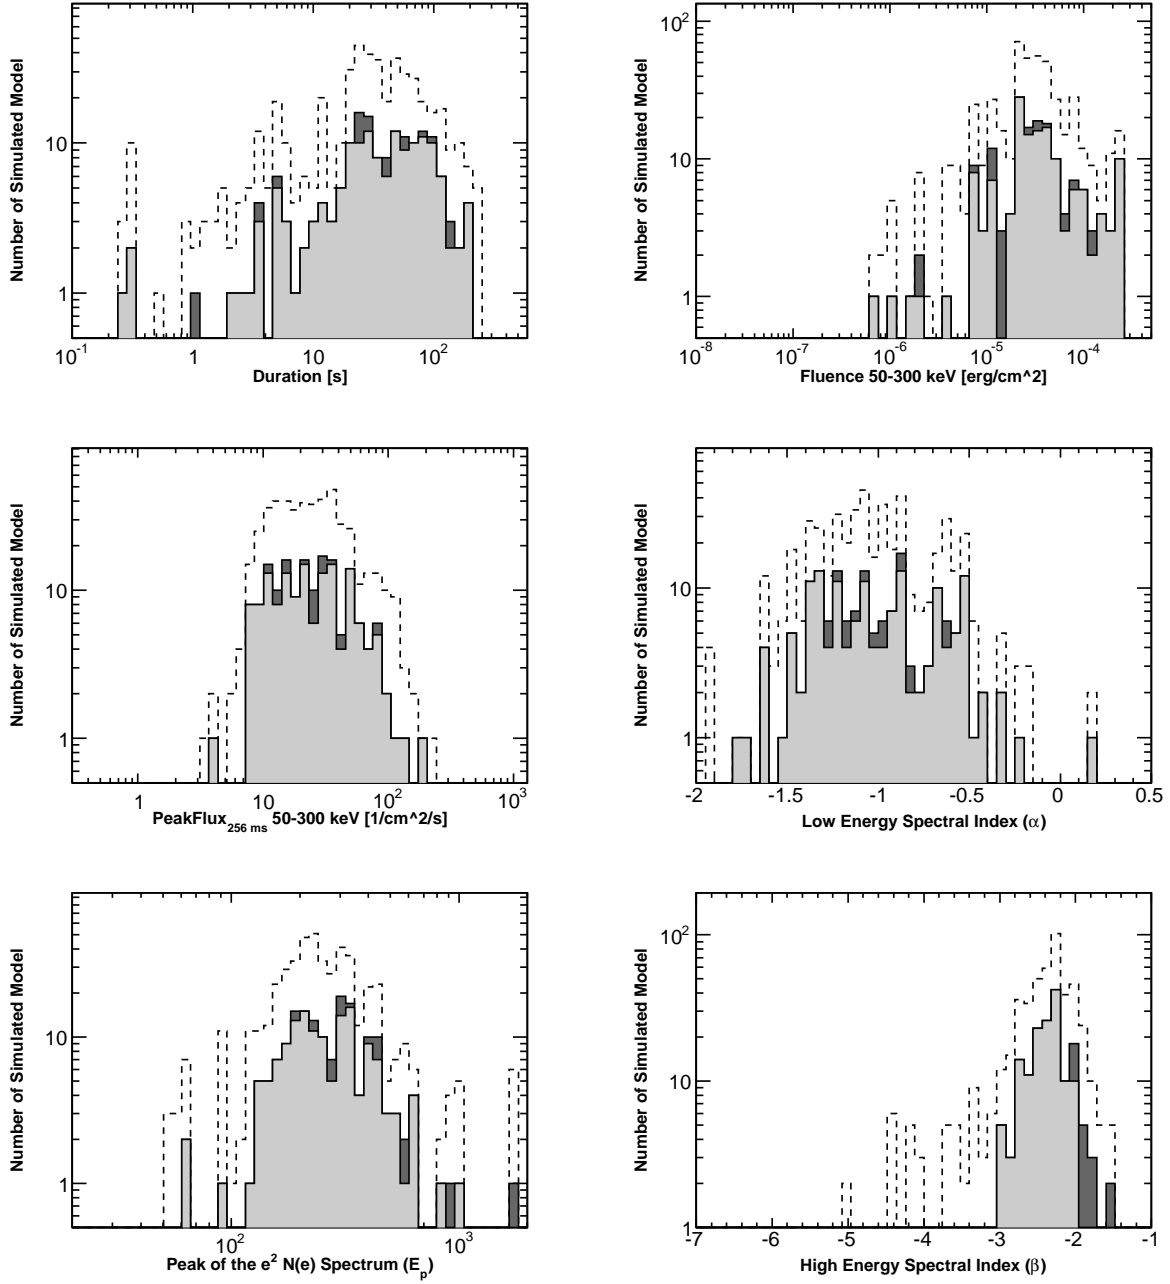 Number of Simulated Model
10
1
10^-1 1 10 10^2
Duration [s]
Number of Simulated Model
10^2
10
1
10^-8 10^-7 10^-6 10^-5 10^-4
Fluence 50-300 keV [erg/cm^2]
Number of Simulated Model
10
1
1 10 10^2 10^3
PeakFlux_256 ms 50-300 keV [1/cm^2/s]
Number of Simulated Model
10
1
-2 -1.5 -1 -0.5 0 0.5
Low Energy Spectral Index (α)
Number of Simulated Model
10
1
10^2 10^3
Peak of the e^2 N(e) Spectrum (E_p)
Number of Simulated Model
10^2
10
1
-7 -6 -5 -4 -3 -2 -1
High Energy Spectral Index (β)